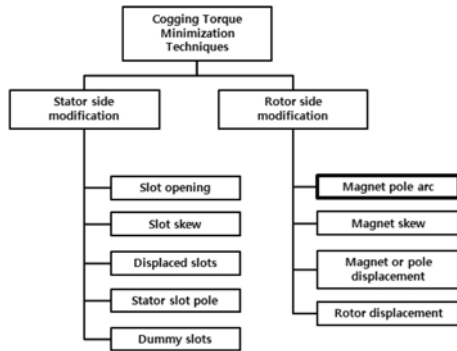 Cogging Torque
Minimization
Techniques
Stator side
modification
Rotor side
modification
Slot opening
Slot skew
Displaced slots
Stator slot pole
Dummy slots
Magnet pole arc
Magnet skew
Magnet or pole
displacement
Rotor displacement